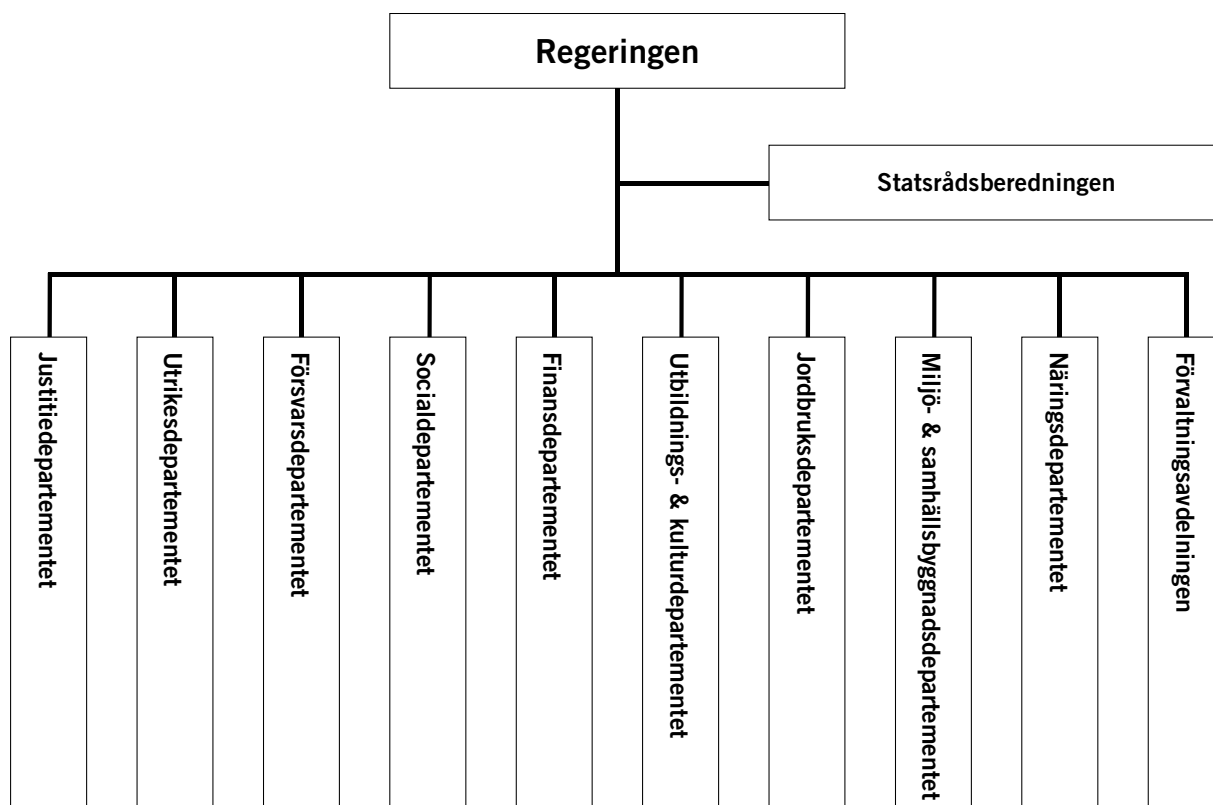 Regeringen
Statsrådsberedningen
Justitiedepartementet
Utrikesdepartementet
Försvarsdepartementet
Socialdepartementet
Finansdepartementet
Utbildnings- & kulturdepartementet
Jordbruksdepartementet
Miljö- & samhällsbyggnadsdepartementet
Näringsdepartementet
Förvaltningsavdelningen